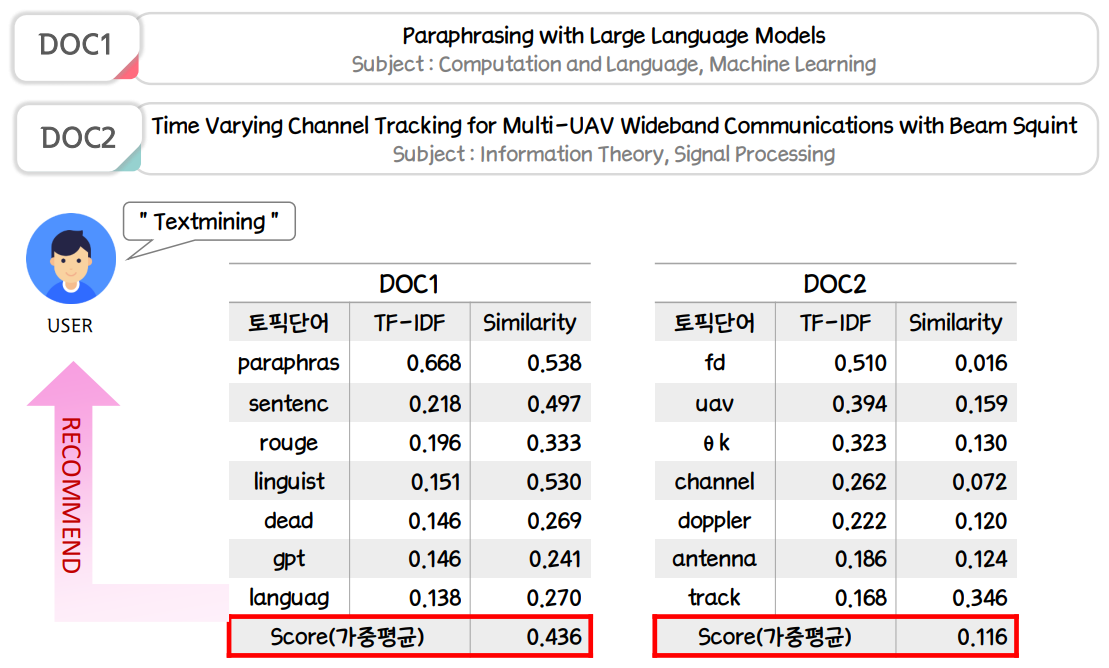 DOC1
Paraphrasing with Large Language Models
Subject : Computation and Language, Machine Learning
DOC2
Time Varying Channel Tracking for Multi-UAV Wideband Communications with Beam Squint
Subject : Information Theory, Signal Processing
" Textmining "
USER
RECOMMEND
DOC1
토픽단어 TF-IDF Similarity
paraphras 0.668 0.538
sentenc 0.218 0.497
rouge 0.196 0.333
linguist 0.151 0.530
dead 0.146 0.269
gpt 0.146 0.241
languag 0.138 0.270
Score(가중평균) 0.436
DOC2
토픽단어 TF-IDF Similarity
fd 0.510 0.016
uav 0.394 0.159
θ k 0.323 0.130
channel 0.262 0.072
doppler 0.222 0.120
antenna 0.186 0.124
track 0.168 0.346
Score(가중평균) 0.116